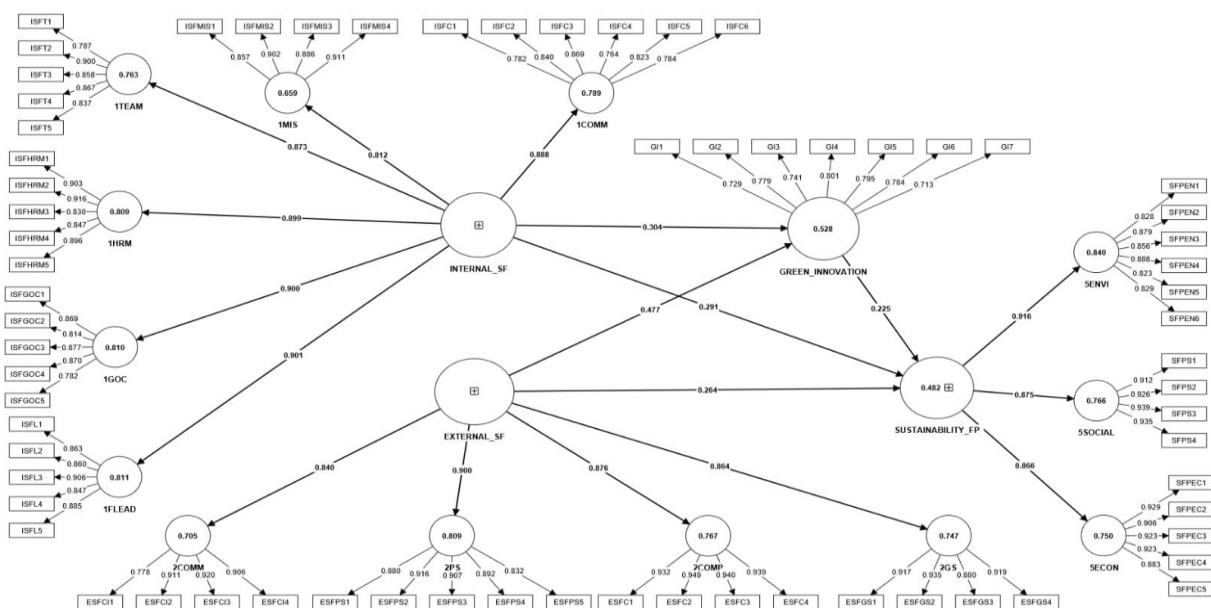 ISFT1
ISFT2
ISFT3
ISFT4
ISFT5
0.787
0.900
0.858
0.867
0.837
0.763
1TEAM
ISFMIS1
ISFMIS2
ISFMIS3
ISFMIS4
0.857
0.902
0.886
0.911
0.659
1MIS
ISFC1
ISFC2
ISFC3
ISFC4
ISFC5
ISFC6
0.782
0.840
0.869
0.764
0.823
0.784
0.789
1COMM
0.873
0.812
0.888
ISFHRM1
ISFHRM2
ISFHRM3
ISFHRM4
ISFHRM5
0.903
0.916
0.830
0.847
0.896
0.809
1HRM
0.899
INTERNAL_SF
0.304
GI1
GI2
GI3
GI4
GI5
GI6
GI7
0.729
0.779
0.741
0.801
0.795
0.784
0.713
0.528
GREEN_INNOVATION
SFPEN1
SFPEN2
SFPEN3
SFPEN4
SFPEN5
SFPEN6
0.828
0.879
0.856
0.888
0.823
0.829
0.840
5ENVI
ISFGOC1
ISFGOC2
ISFGOC3
ISFGOC4
ISFGOC5
0.869
0.814
0.877
0.870
0.782
0.810
1GOC
0.900
0.901
0.477
0.291
0.225
0.916
EXTERNAL_SF
0.264
0.482
SUSTAINABILITY_FP
0.875
0.866
SFPS1
SFPS2
SFPS3
SFPS4
0.912
0.926
0.939
0.935
0.766
5SOCIAL
ISFL1
ISFL2
ISFL3
ISFL4
ISFL5
0.863
0.860
0.906
0.847
0.885
0.811
1FLEAD
0.840
0.900
0.876
0.864
0.705
2COMM
0.778
0.911
0.920
0.906
ESFCI1
ESFCI2
ESFCI3
ESFCI4
0.809
2PS
0.880
0.916
0.907
0.892
0.832
ESFPS1
ESFPS2
ESFPS3
ESFPS4
ESFPS5
0.767
2COMP
0.932
0.949
0.940
0.939
ESFC1
ESFC2
ESFC3
ESFC4
0.747
2GS
0.917
0.935
0.880
0.919
ESFGS1
ESFGS2
ESFGS3
ESFGS4
SFPEC1
SFPEC2
SFPEC3
SFPEC4
SFPEC5
0.929
0.906
0.923
0.923
0.883
0.750
5ECON